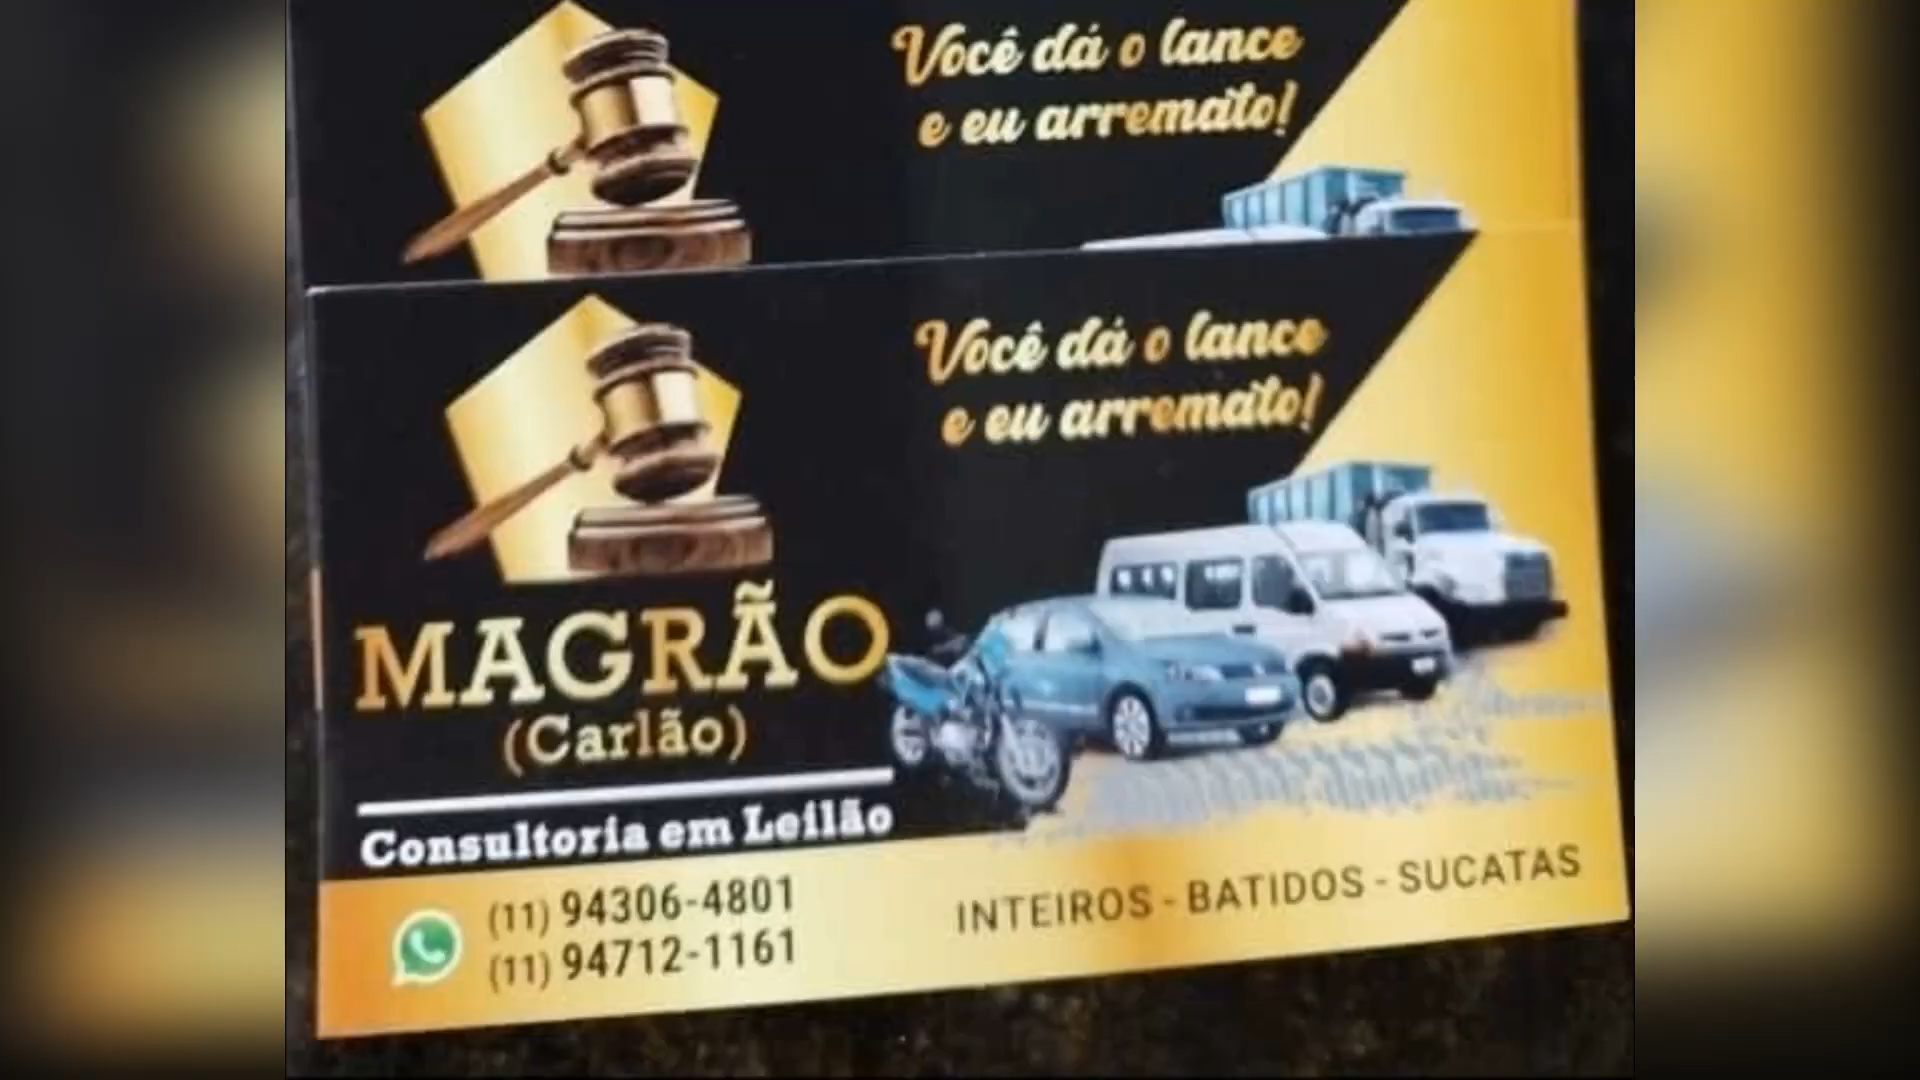 Você dá o lance
e eu arremato!
Você dá o lance
e eu arremato!
MAGRÃO
(Carlão)
Consultoria em Leilão
(11) 94306-4801
(11) 94712-1161
INTEIROS - BATIDOS - SUCATAS